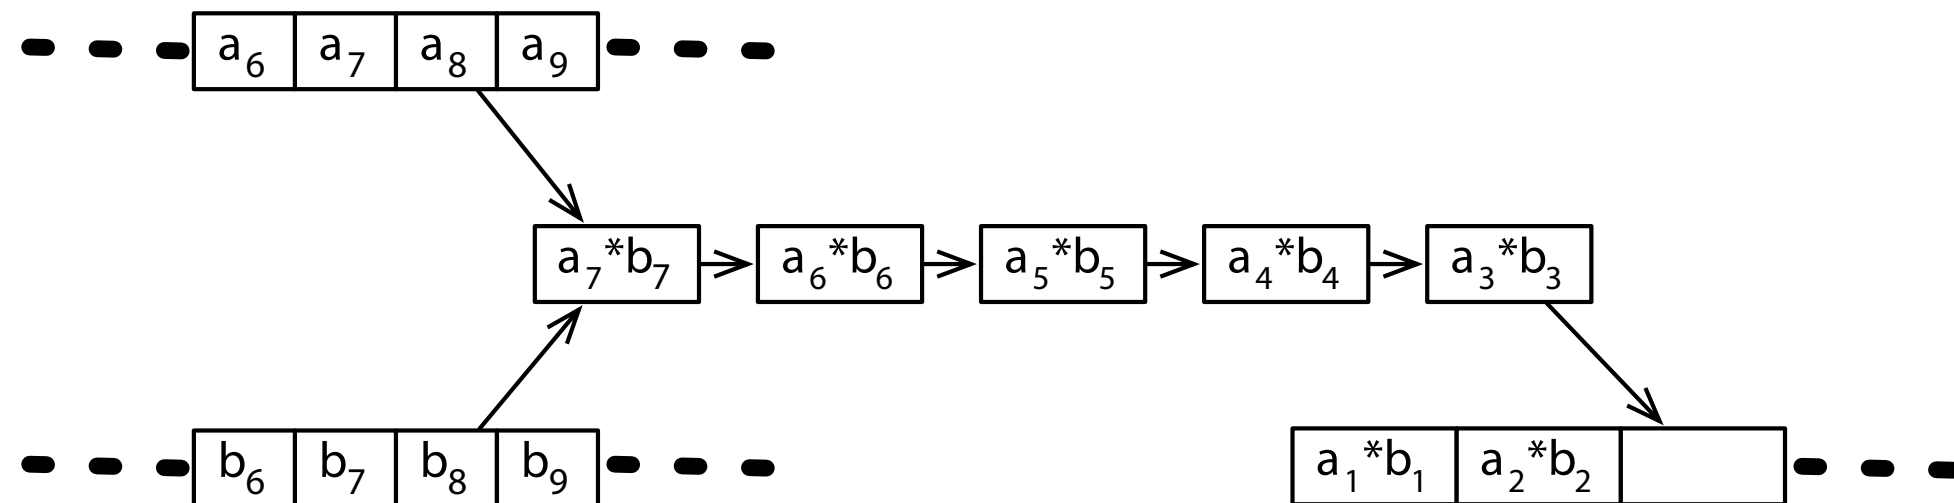 a₆ a₇ a₈ a₉
a₇*b₇ a₆*b₆ a₅*b₅ a₄*b₄ a₃*b₃
b₆ b₇ b₈ b₉ a₁*b₁ a₂*b₂